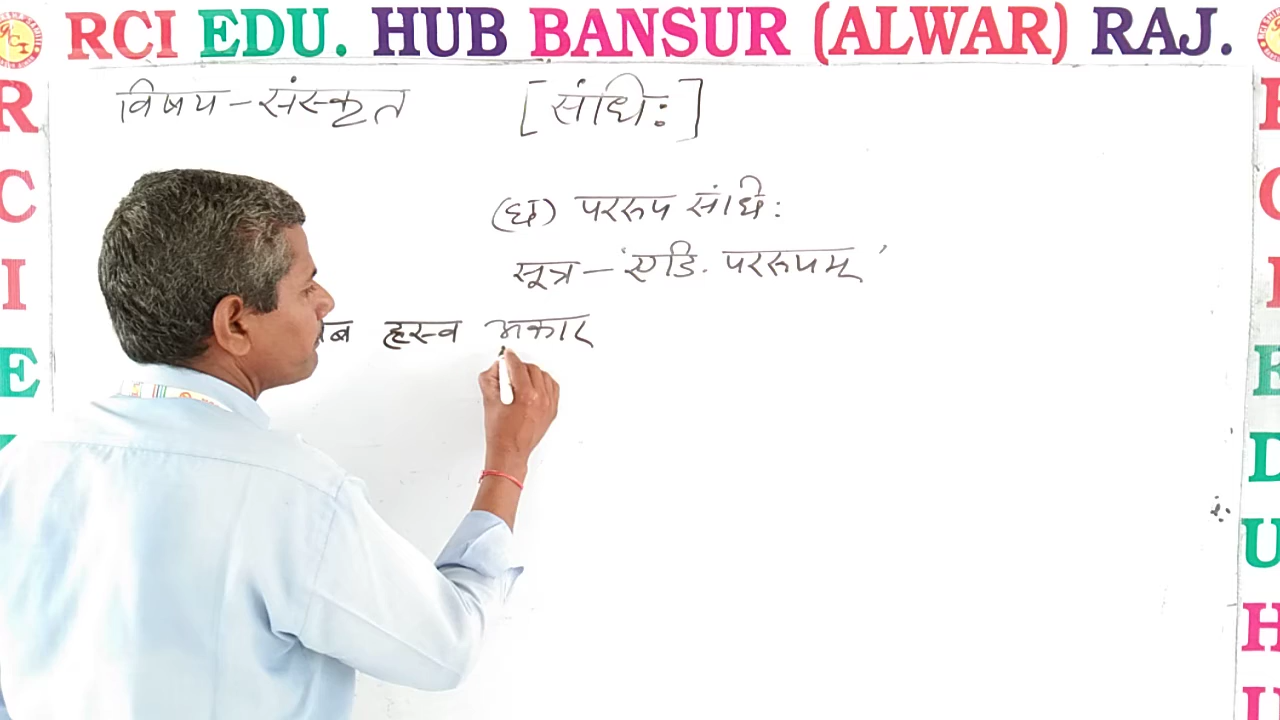 RCI EDU. HUB BANSUR (ALWAR) RAJ.
विषय - संस्कृत [संधि:]
(छ) पररुप संधि:
सूत्र - 'एङि. पररुपम्'
ह्रस्व अकार
R
C
I
E
R
C
I
E
D
U
H
U